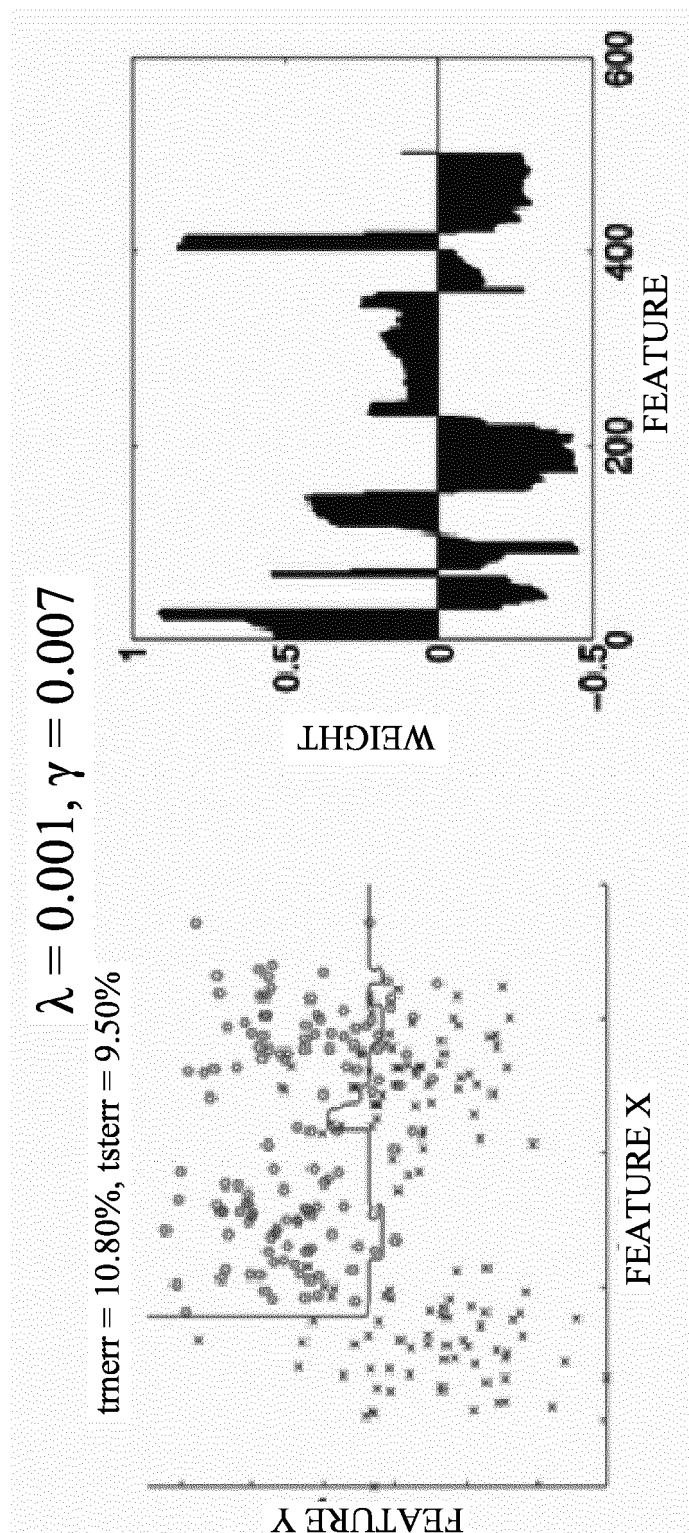 λ = 0.001, γ = 0.007
trnerr = 10.80%, tsterr = 9.50%
FEATURE Y
FEATURE X
WEIGHT
1
0.5
0
-0.5
0
200
400
600
FEATURE